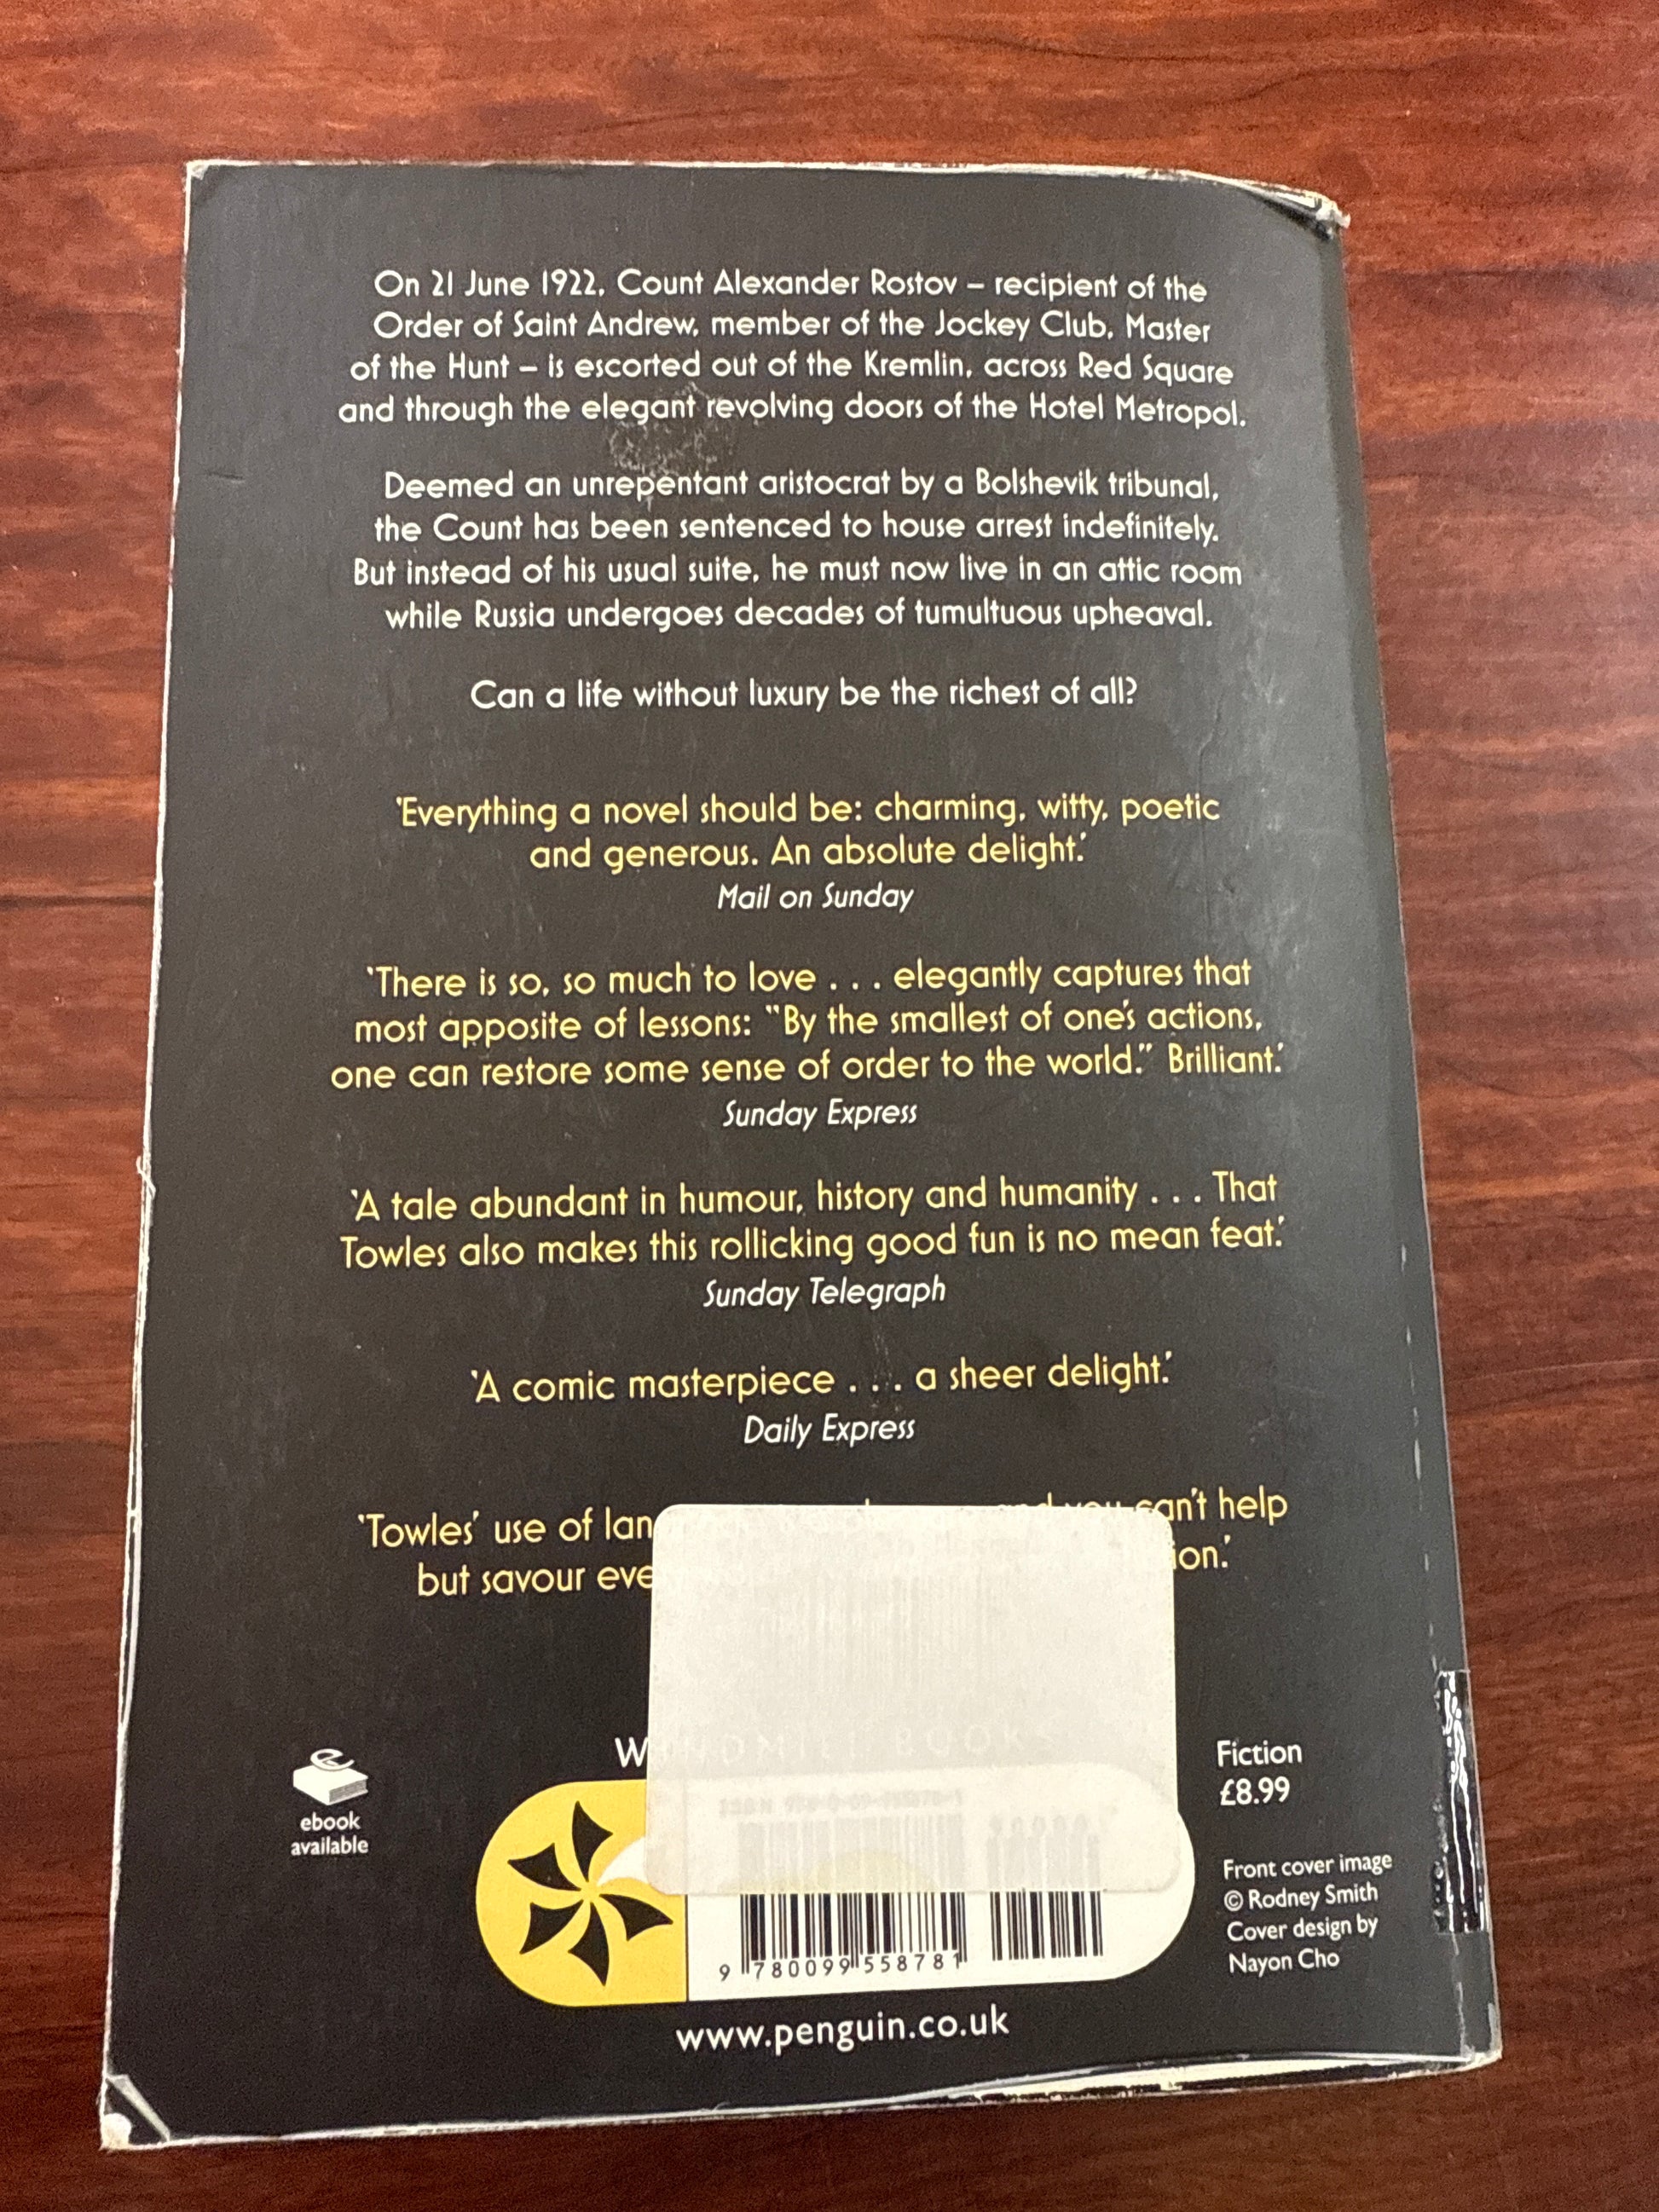 On 21 June 1922, Count Alexander Rostov – recipient of the
Order of Saint Andrew, member of the Jockey Club, Master
of the Hunt – is escorted out of the Kremlin, across Red Square
and through the elegant revolving doors of the Hotel Metropol.
Deemed an unrepentant aristocrat by a Bolshevik tribunal,
the Count has been sentenced to house arrest indefinitely.
But instead of his usual suite, he must now live in an attic room
while Russia undergoes decades of tumultuous upheaval.
Can a life without luxury be the richest of all?
'Everything a novel should be: charming, witty, poetic
and generous. An absolute delight.'
Mail on Sunday
'There is so, so much to love . . . elegantly captures that
most apposite of lessons: "By the smallest of one's actions,
one can restore some sense of order to the world." Brilliant.'
Sunday Express
'A tale abundant in humour, history and humanity . . . That
Towles also makes this rollicking good fun is no mean feat.'
Sunday Telegraph
'A comic masterpiece . . . a sheer delight.'
Daily Express
'Towles' use of can't help
but savour
WINDMILL BOOKS
ebook
available
Fiction
£8.99
Front cover image
© Rodney Smith
Cover design by
Nayon Cho
9 780099 558781
www.penguin.co.uk